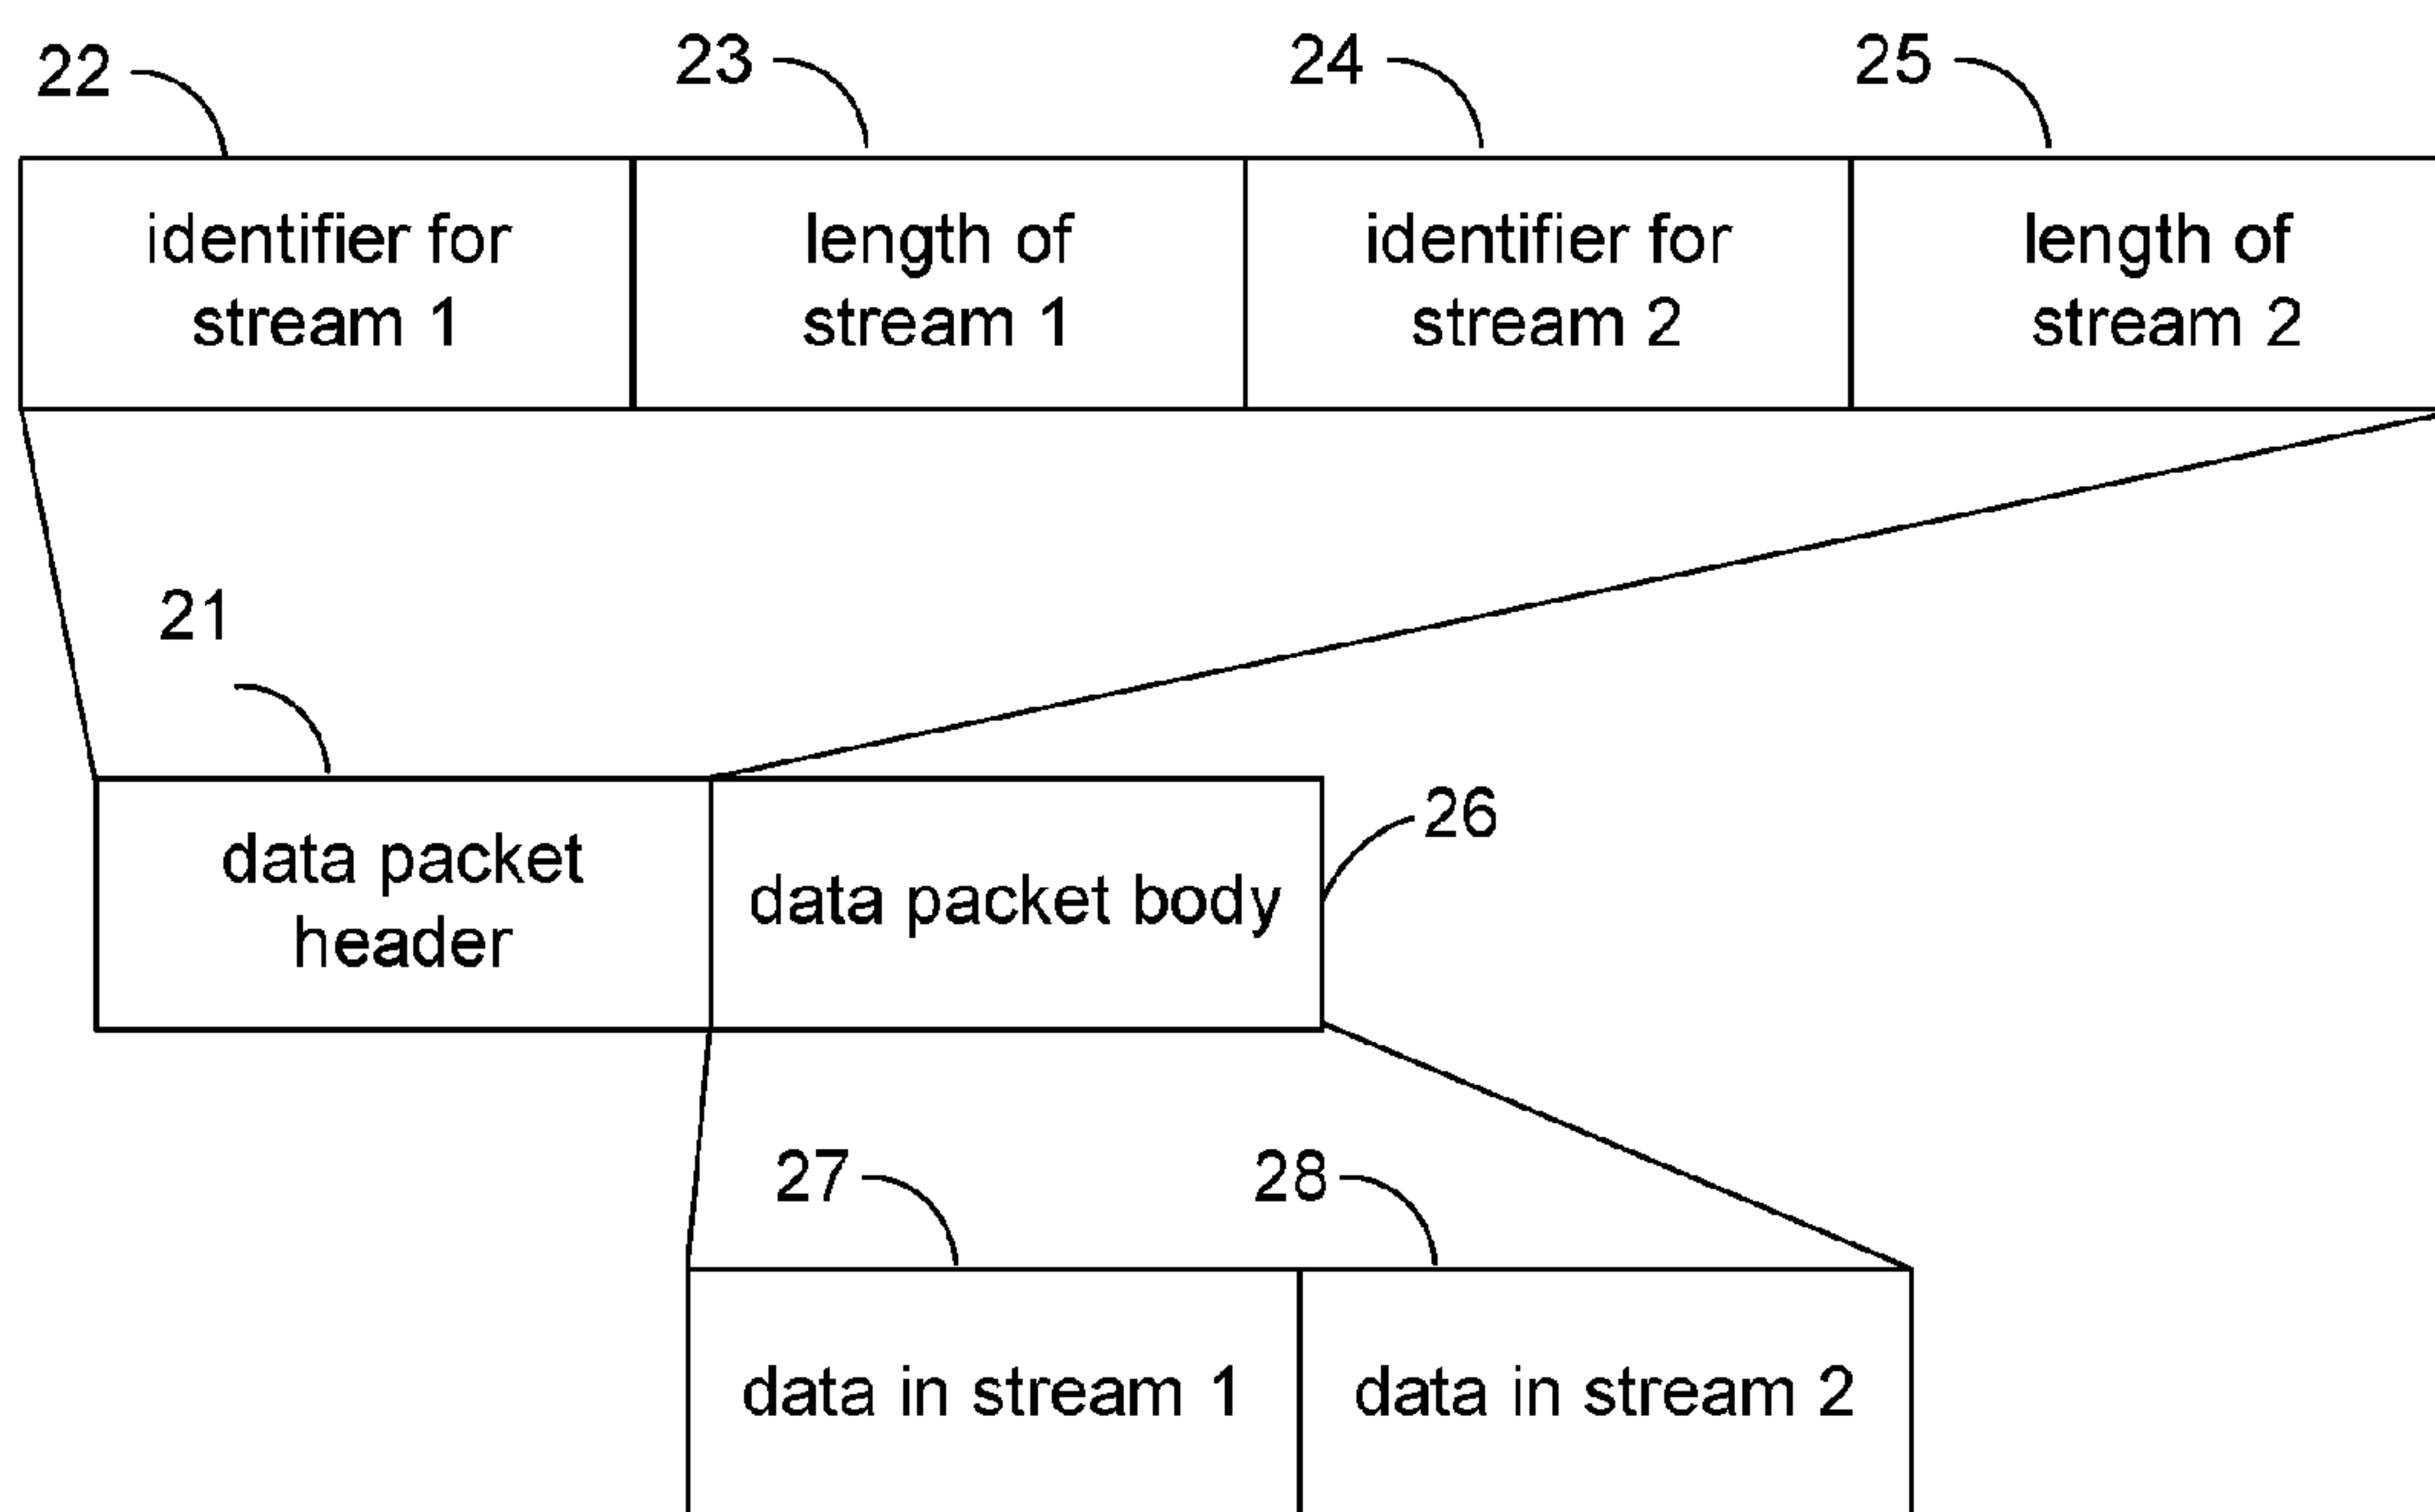 22 23 24 25
identifier for length of identifier for length of
stream 1 stream 1 stream 2 stream 2
21
26
data packet
header
data packet body
27 28
data in stream 1 data in stream 2